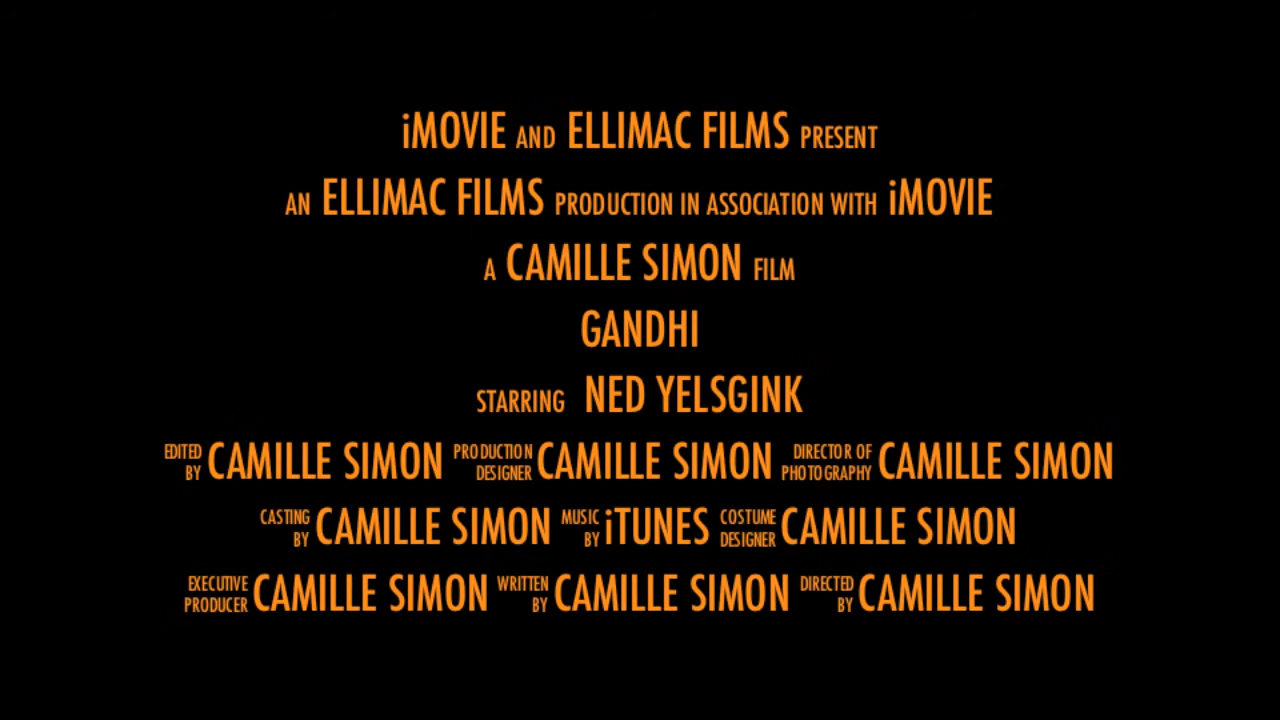 iMOVIE AND ELLIMAC FILMS PRESENT
AN ELLIMAC FILMS PRODUCTION IN ASSOCIATION WITH iMOVIE
A CAMILLE SIMON FILM
GANDHI
STARRING NED YELSGINK
EDITED BY CAMILLE SIMON PRODUCTION DESIGNER CAMILLE SIMON DIRECTOR OF PHOTOGRAPHY CAMILLE SIMON
CASTING BY CAMILLE SIMON MUSIC BY iTUNES COSTUME DESIGNER CAMILLE SIMON
EXECUTIVE PRODUCER CAMILLE SIMON WRITTEN BY CAMILLE SIMON DIRECTED BY CAMILLE SIMON